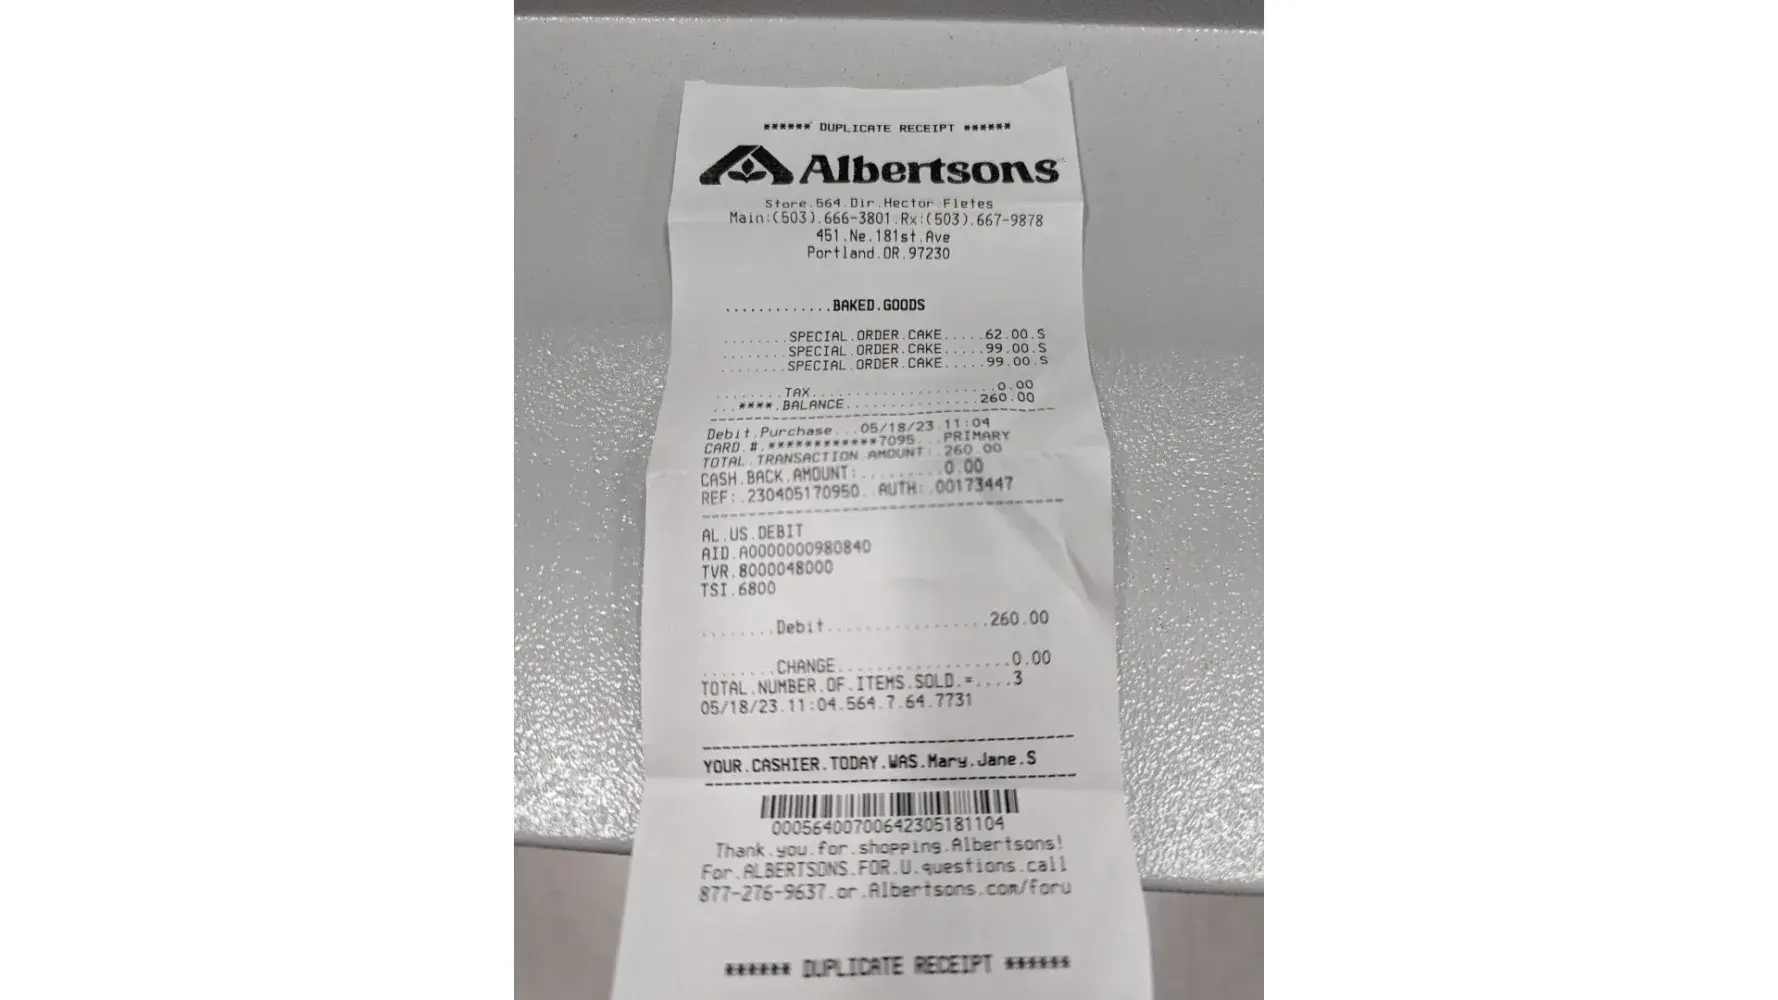 ****** DUPLICATE RECEIPT ******
Albertsons
Store.564.Dir.Hector.Fletes
Main:(503).666-3801.Rx:(503).667-9878
451.Ne.181st.Ave
Portland.OR.97230
.............BAKED.GOODS
........SPECIAL.ORDER.CAKE.....62.00.S
........SPECIAL.ORDER.CAKE.....99.00.S
........SPECIAL.ORDER.CAKE.....99.00.S
........TAX......................0.00
...****.BALANCE................260.00
Debit.Purchase...05/18/23.11:04
CARD.#.************7095...PRIMARY
TOTAL.TRANSACTION.AMOUNT:.260.00
CASH.BACK.AMOUNT:.........0.00
REF:.230405170950..AUTH:.00173447
AL.US.DEBIT
AID.A0000000980840
TVR.8000048000
TSI.6800
........Debit.................260.00
........CHANGE...................0.00
TOTAL.NUMBER.OF.ITEMS.SOLD.=....3
05/18/23.11:04.564.7.64.7731
YOUR.CASHIER.TODAY.WAS.Mary.Jane.S
00056400700642305181104
Thank.you.for.shopping.Albertsons!
For.ALBERTSONS.FOR.U.questions.call
877-276-9637.or.Albertsons.com/foru
****** DUPLICATE RECEIPT ******